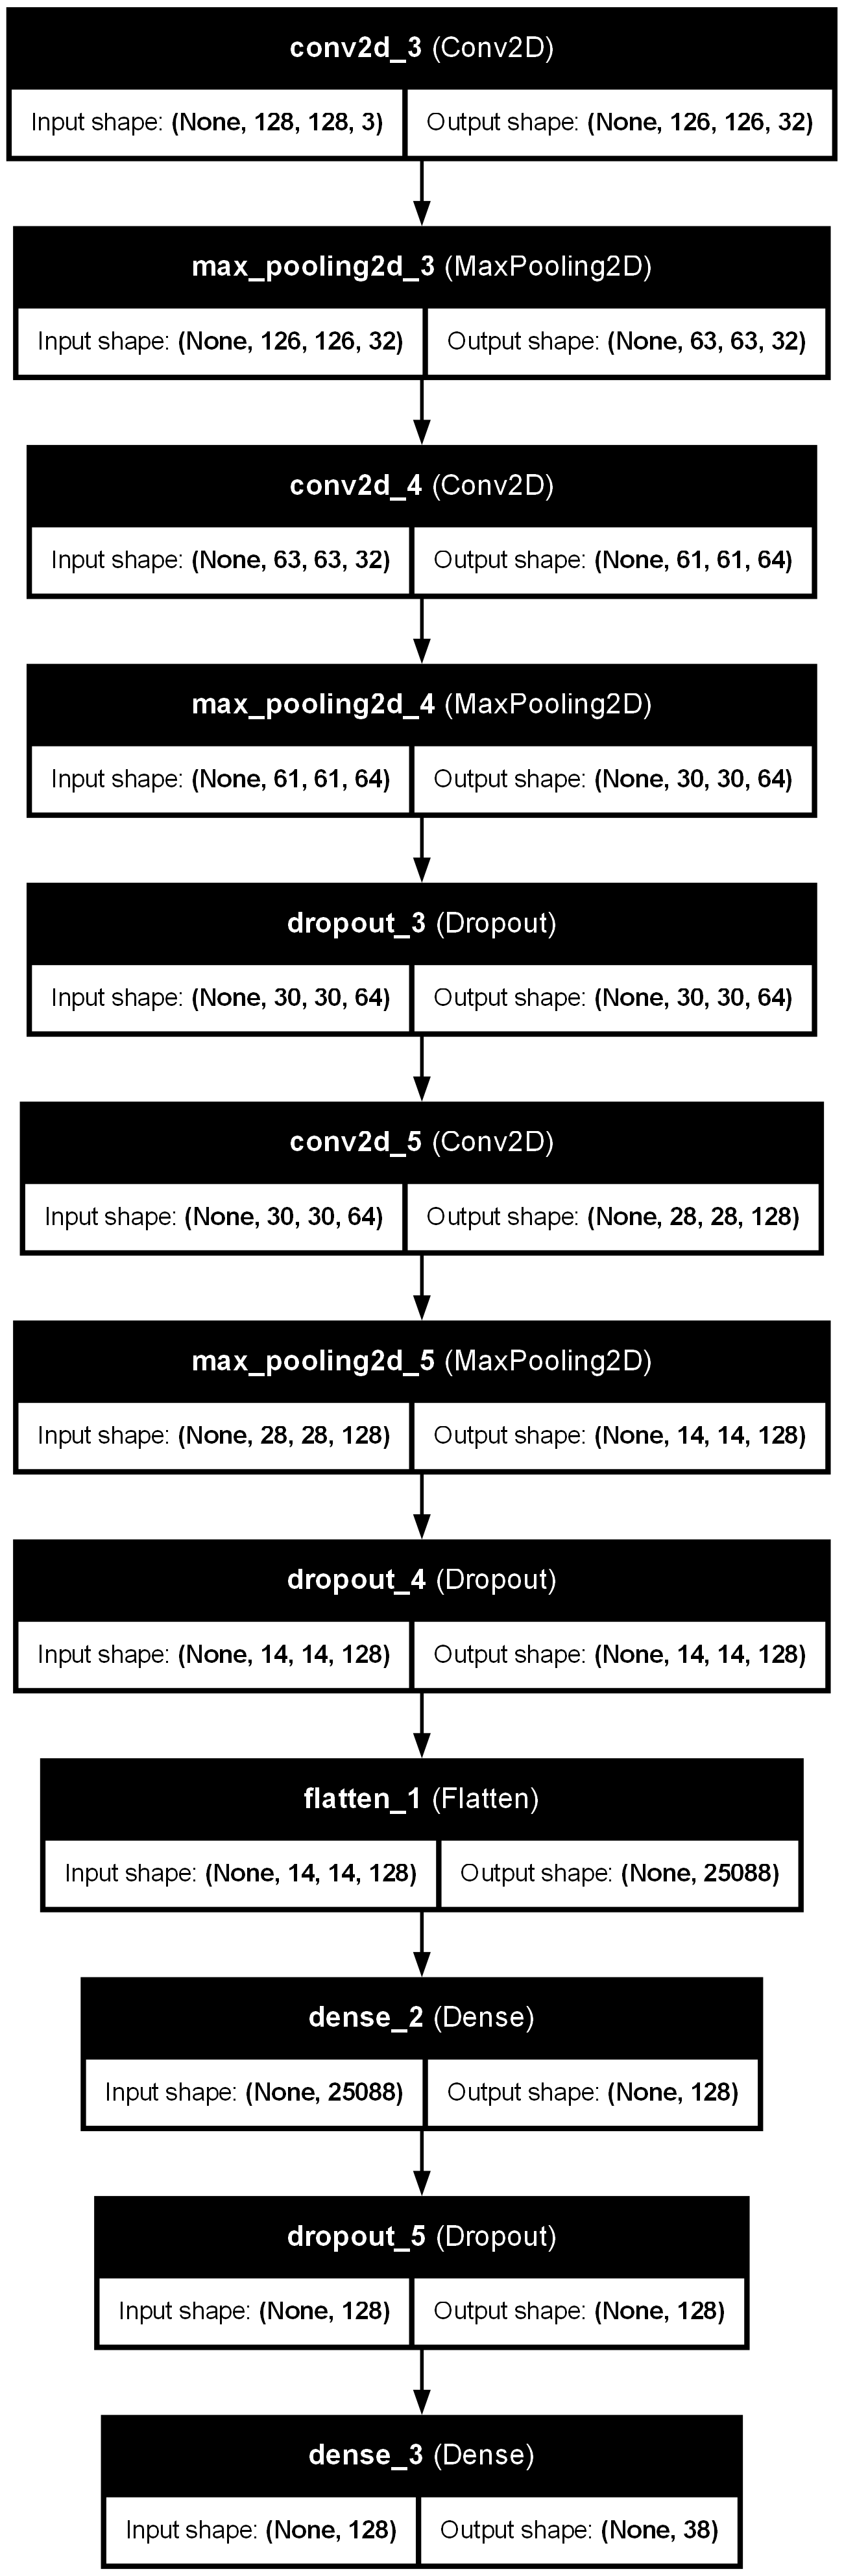 conv2d_3 (Conv2D)
Input shape: (None, 128, 128, 3) Output shape: (None, 126, 126, 32)
max_pooling2d_3 (MaxPooling2D)
Input shape: (None, 126, 126, 32) Output shape: (None, 63, 63, 32)
conv2d_4 (Conv2D)
Input shape: (None, 63, 63, 32) Output shape: (None, 61, 61, 64)
max_pooling2d_4 (MaxPooling2D)
Input shape: (None, 61, 61, 64) Output shape: (None, 30, 30, 64)
dropout_3 (Dropout)
Input shape: (None, 30, 30, 64) Output shape: (None, 30, 30, 64)
conv2d_5 (Conv2D)
Input shape: (None, 30, 30, 64) Output shape: (None, 28, 28, 128)
max_pooling2d_5 (MaxPooling2D)
Input shape: (None, 28, 28, 128) Output shape: (None, 14, 14, 128)
dropout_4 (Dropout)
Input shape: (None, 14, 14, 128) Output shape: (None, 14, 14, 128)
flatten_1 (Flatten)
Input shape: (None, 14, 14, 128) Output shape: (None, 25088)
dense_2 (Dense)
Input shape: (None, 25088) Output shape: (None, 128)
dropout_5 (Dropout)
Input shape: (None, 128) Output shape: (None, 128)
dense_3 (Dense)
Input shape: (None, 128) Output shape: (None, 38)